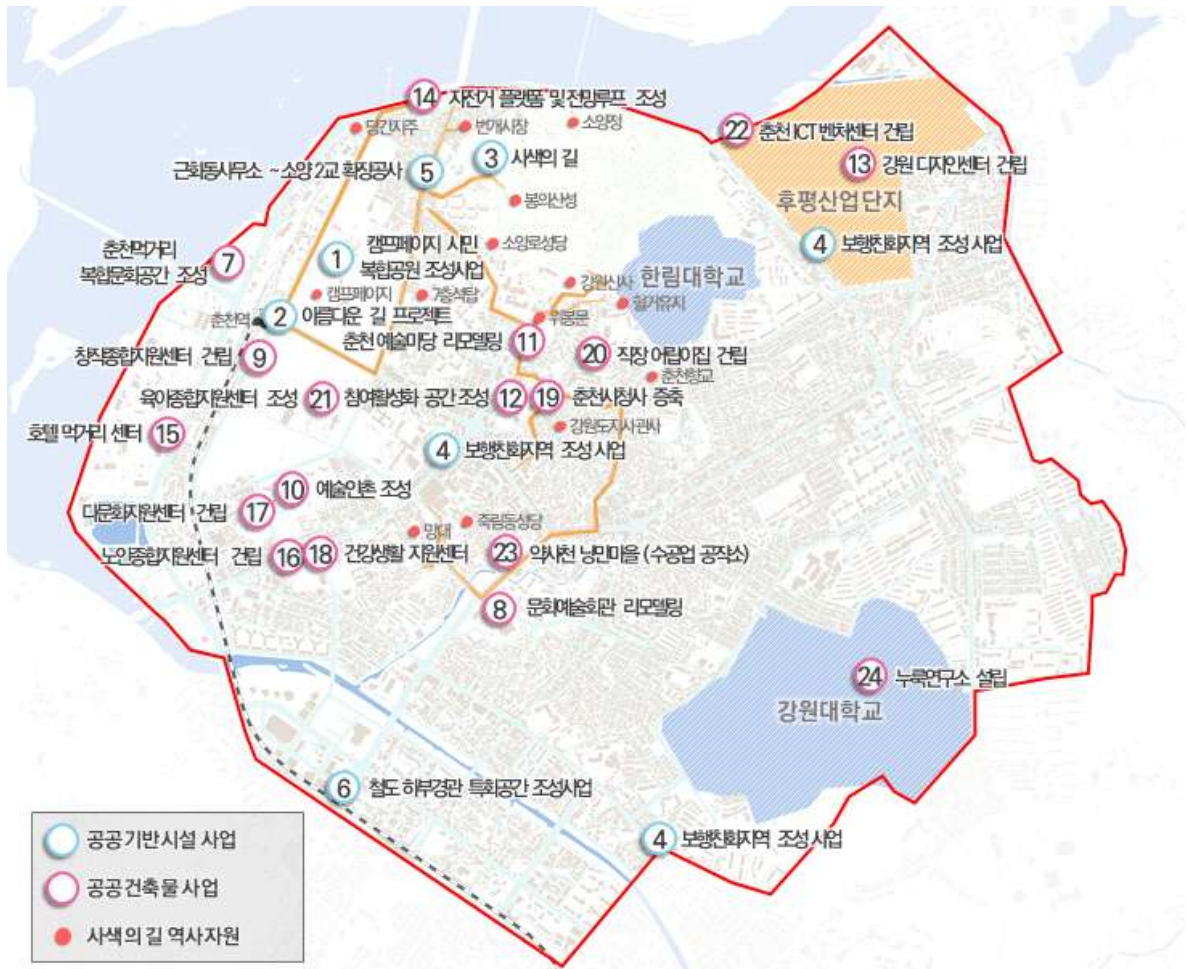 14 자전거 플랫폼 및 전망루프 조성
당간지주
번개시장
소양정
22 춘천 ICT 벤처센터 건립
3 사색의 길
13 강원 디자인센터 건립
근화동사무소 ~ 소양 2교 확장공사 5
후평산업단지
봉의산성
춘천먹거리
복합문화공간 조성 7
1 캠프페이지 시민
복합공원 조성사업
소양로성당
4 보행친화지역 조성 사업
한림대학교
캠프페이지
7층석탑
강원신사
혈거유지
춘천역
2 아름다운 길 프로젝트
위봉문
춘천 예술마당 리모델링 11
창작종합지원센터 건립 9
20 직장 어립이집 건립
춘천향교
육아종합지원센터 조성 21
참여활성화 공간 조성 12
19 춘천시청사 증축
강원도지사관사
호텔 먹거리 센터 15
4 보행친화지역 조성 사업
10 예술인촌 조성
다문화지원센터 건립 17
망대
죽림동성당
노인종합지원센터 건립 16
18 건강생활 지원센터
23 약사천 낭만마을 (수공업 공작소)
8 문화예술회관 리모델링
24 누룩연구소 설립
강원대학교
6 철도 하부경관 특화공간 조성사업
4 보행친화지역 조성 사업
공공기반시설 사업
공공건축물 사업
사색의 길 역사자원